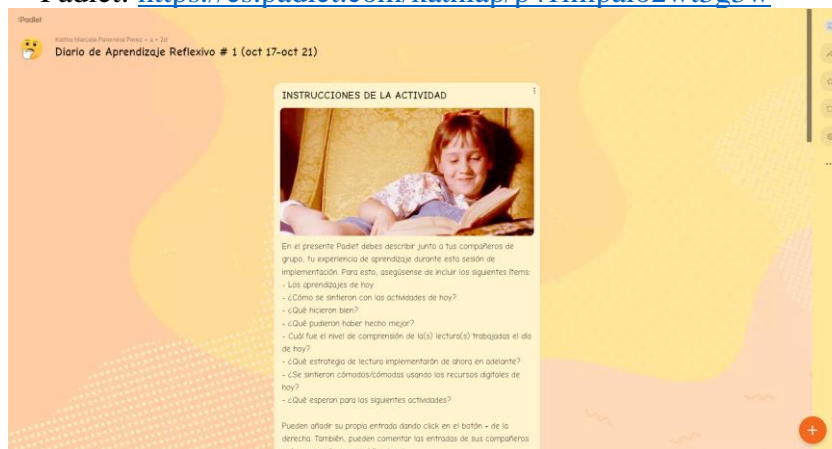 Padlet: https://es.padlet.com/kathiap/p
:Padlet
Diario de Aprendizaje Reflexivo # 1 (oct 17-oct 21)
INSTRUCCIONES DE LA ACTIVIDAD
En el presente Padlet debes describir junto a tus compañeros de
grupo, tu experiencia de aprendizaje durante esta sesión de
implementación. Para esto, asegúsense de incluir los siguientes ítems:
- Los aprendizajes de hoy
- ¿Cómo se sintieron con las actividades de hoy?
- ¿Qué hicieron bien?
- ¿Qué pudieron haber hecho mejor?
- Cuál fue el nivel de comprensión de la(s) lectura(s) trabajadas el día
de hoy?
- ¿Qué estrategia de lectura implementarán de ahora en adelante?
- ¿Se sintieron cómodos/cómodas usando los recursos digitales de
hoy?
- ¿Qué esperan para las siguientes actividades?
Pueden añadir su propia entrada dando click en el botón + de la
derecha. También, pueden comentar las entradas de sus compañeros